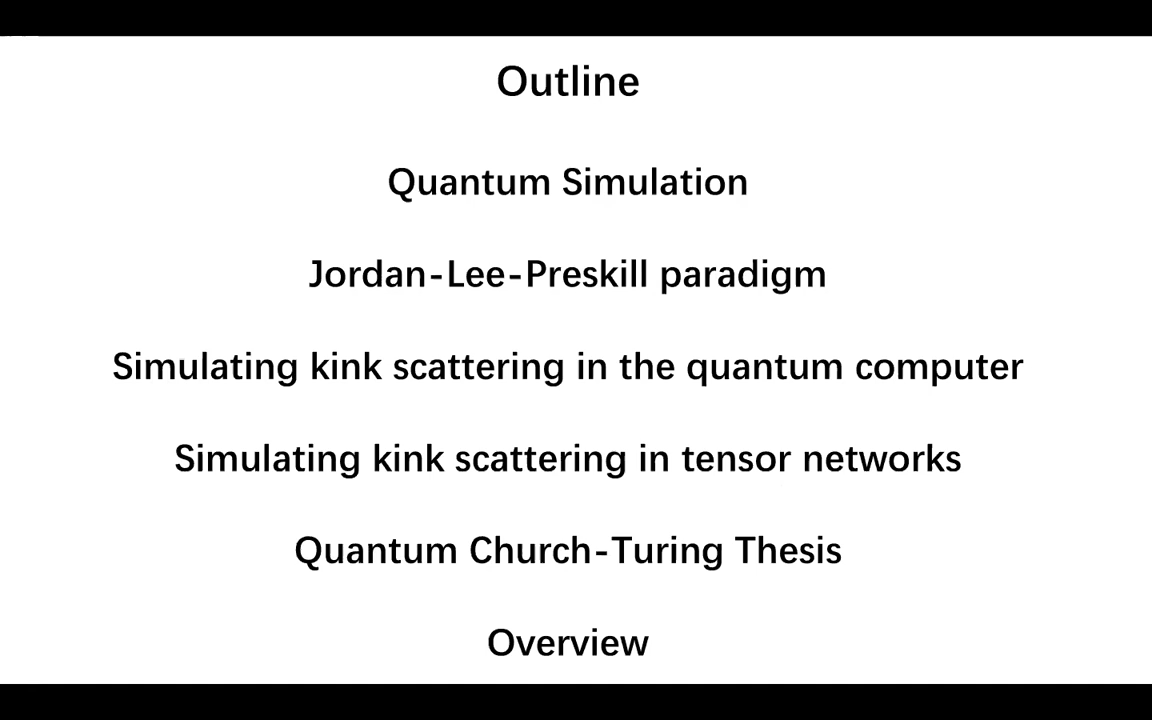 Outline
Quantum Simulation
Jordan-Lee-Preskill paradigm
Simulating kink scattering in the quantum computer
Simulating kink scattering in tensor networks
Quantum Church-Turing Thesis
Overview